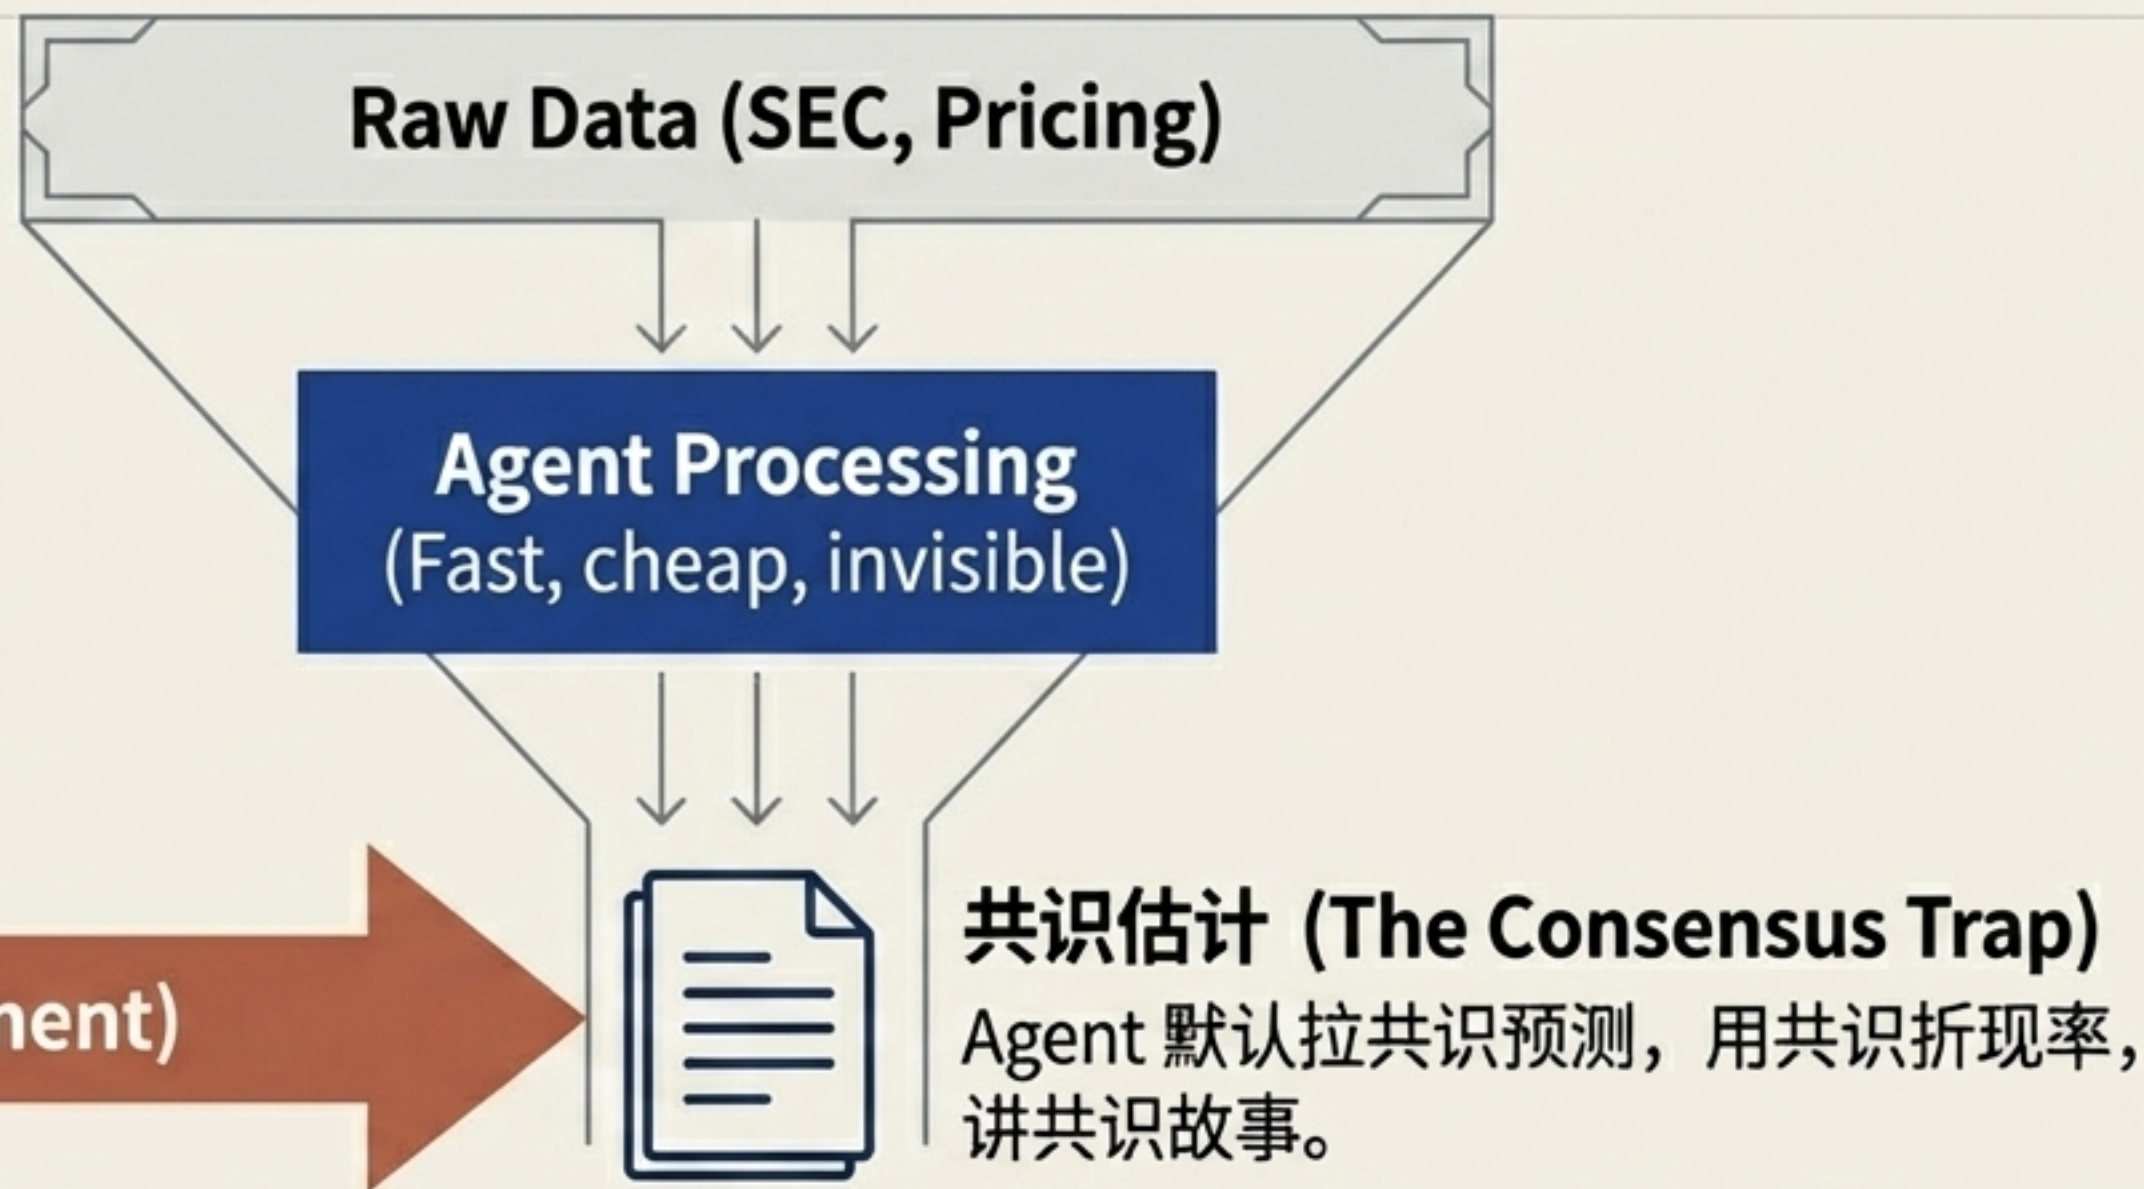 Raw Data (SEC, Pricing)
Agent Processing
(Fast, cheap, invisible)
共识估计 (The Consensus Trap)
Agent 默认拉共识预测，用共识折现率，
讲共识故事。
ment)